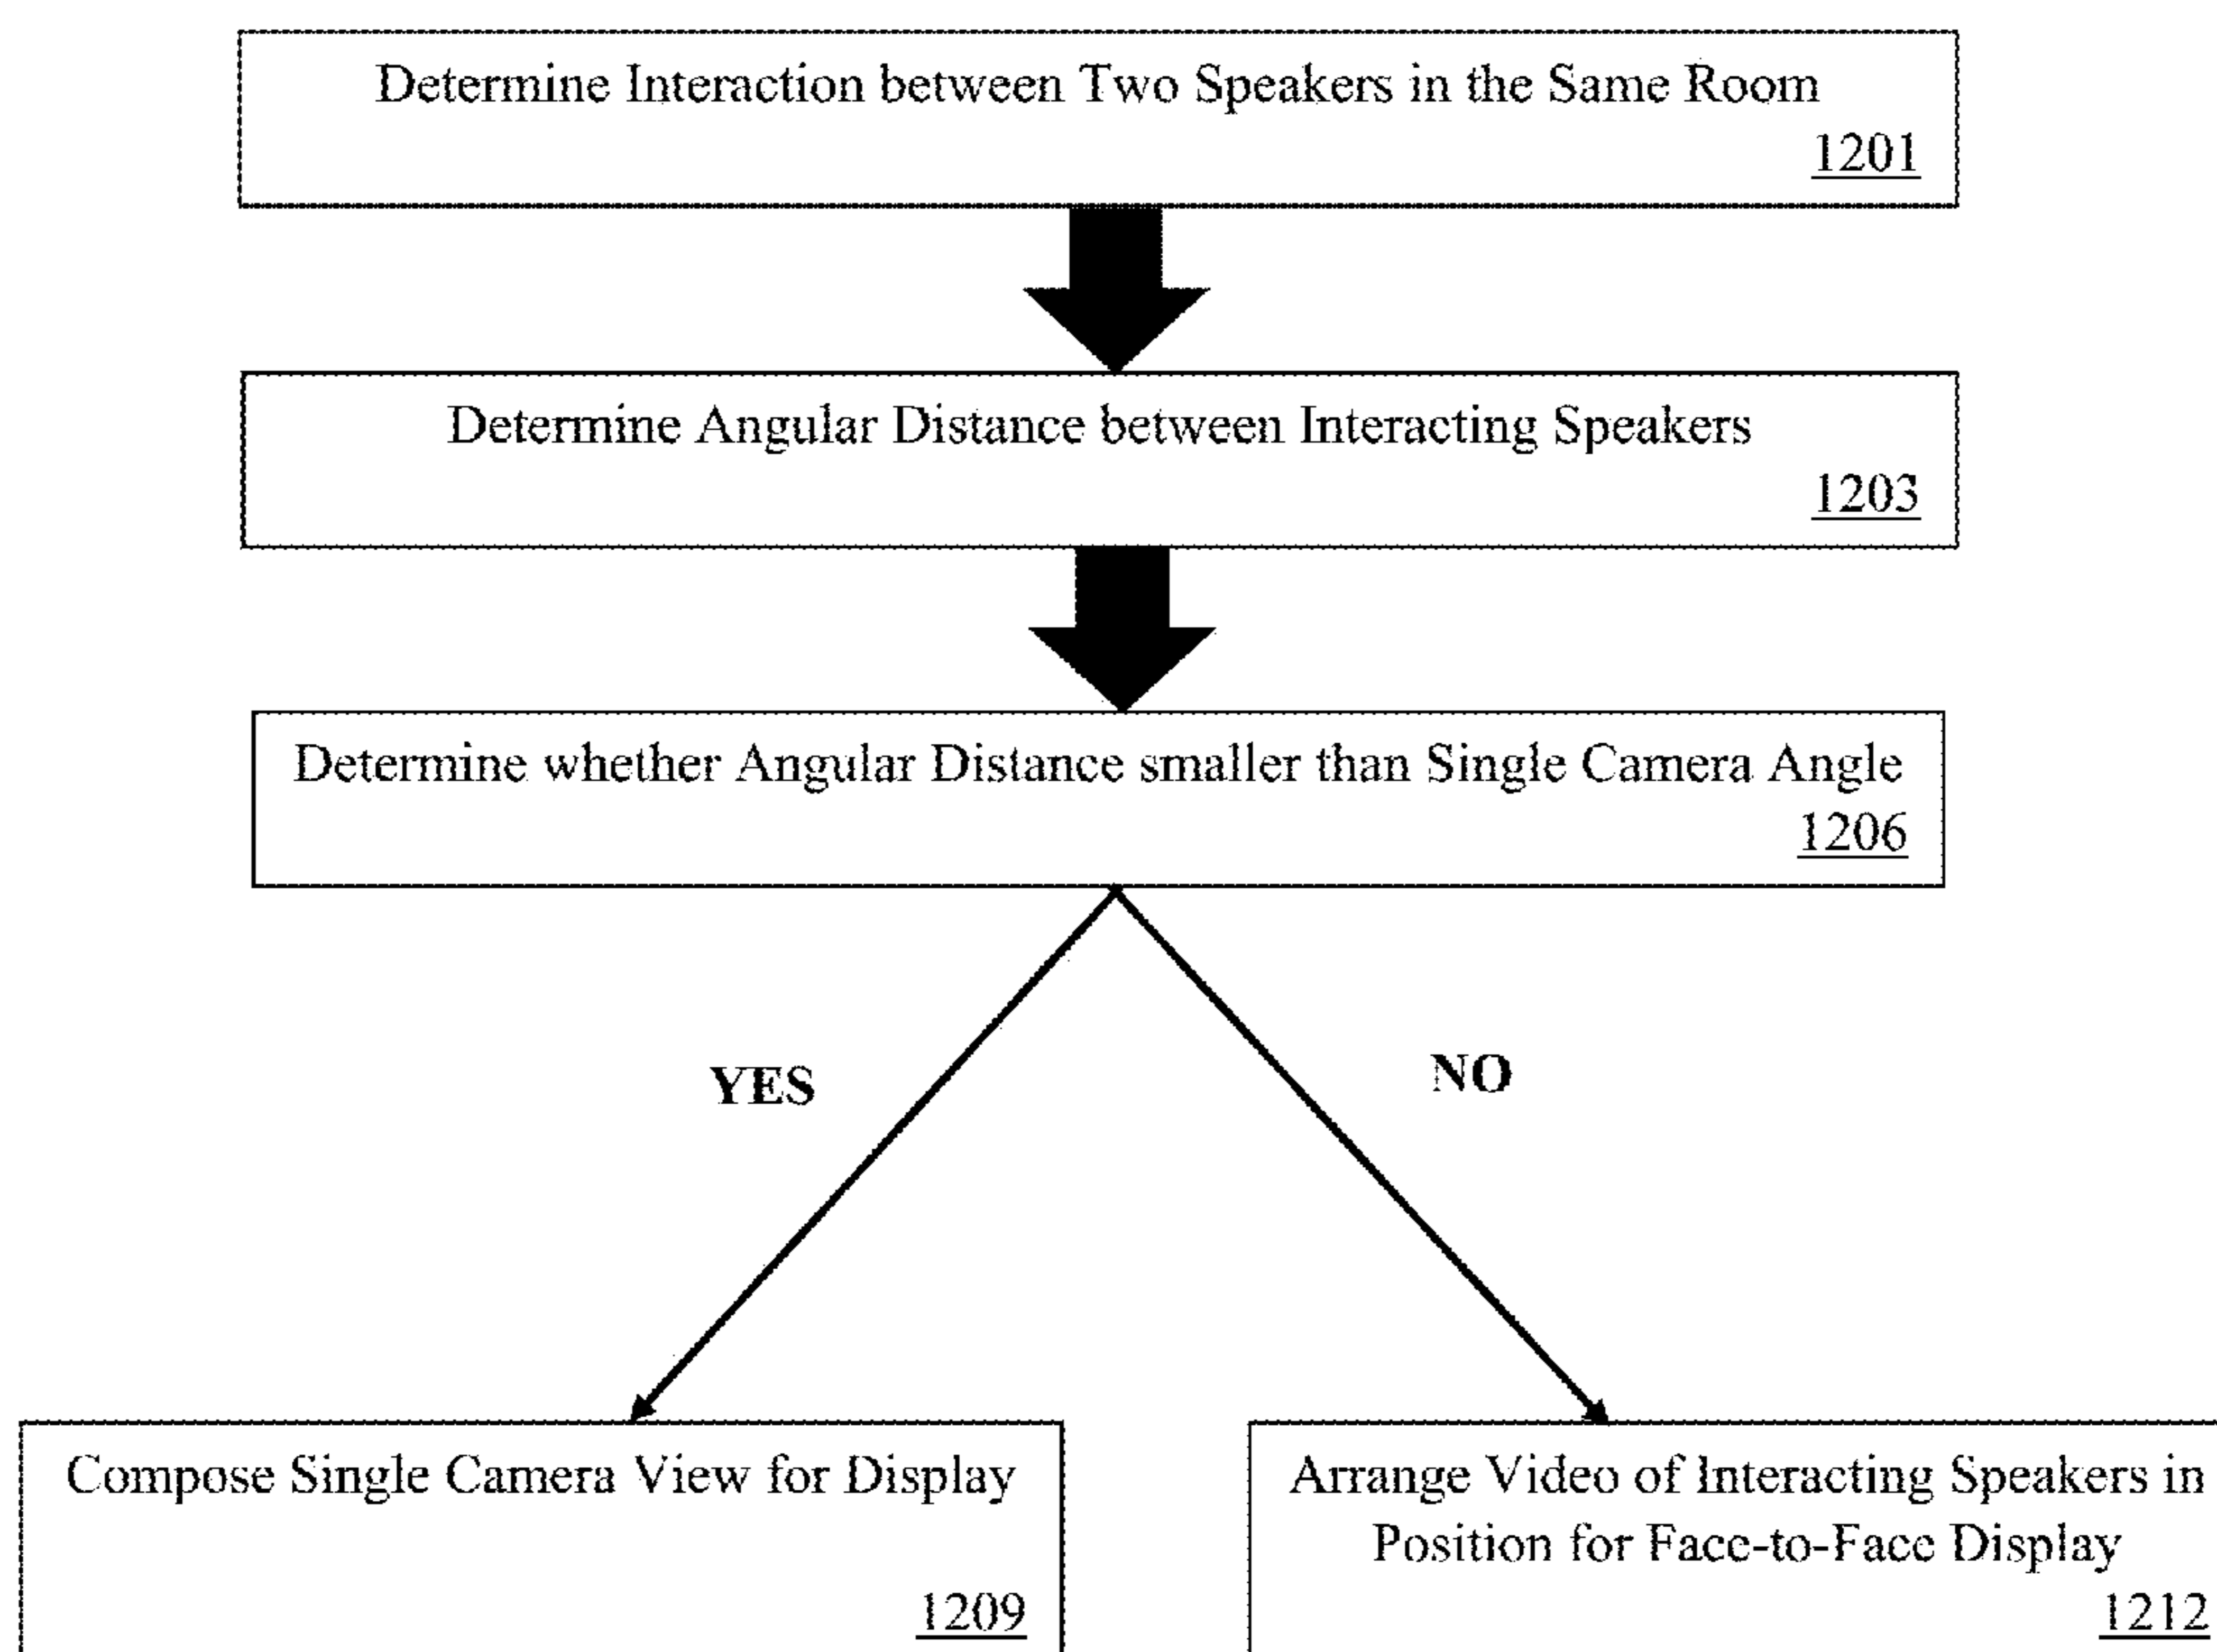 Determine Interaction between Two Speakers in the Same Room
1201
Determine Angular Distance between Interacting Speakers
1203
Determine whether Angular Distance smaller than Single Camera Angle
1206
YES
NO
Compose Single Camera View for Display
1209
Arrange Video of Interacting Speakers in
Position for Face-to-Face Display
1212